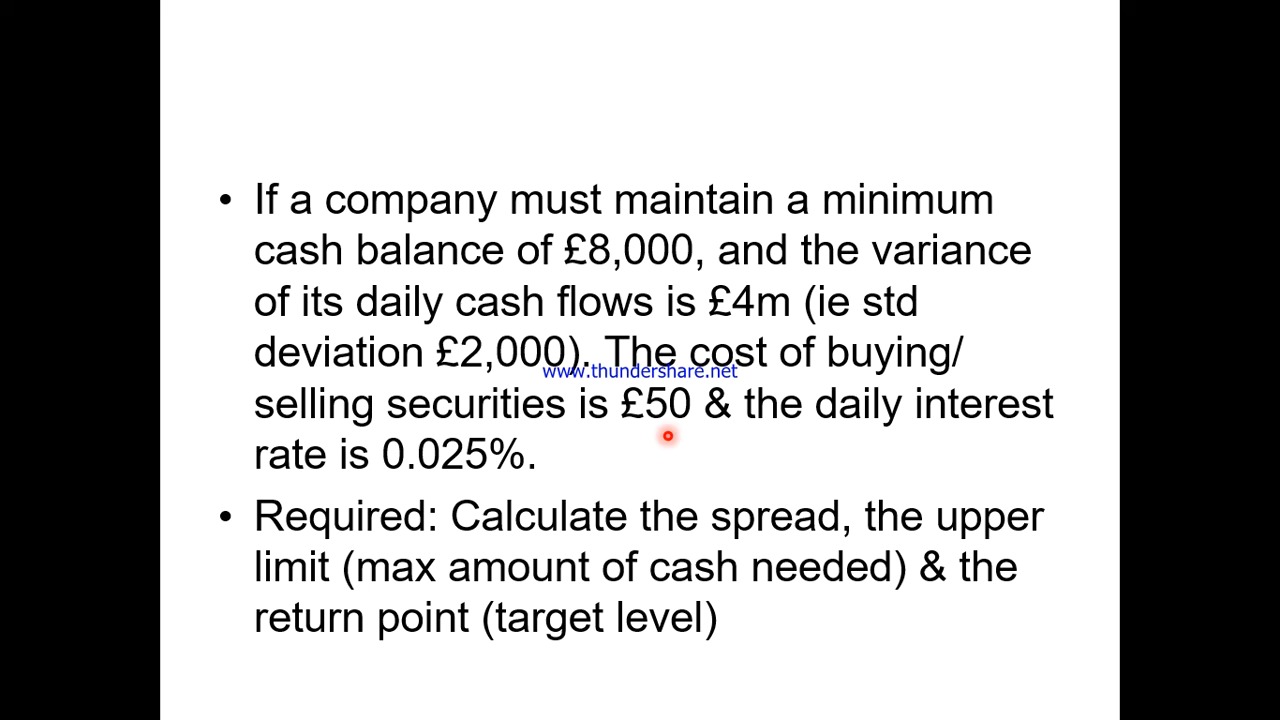 • If a company must maintain a minimum
cash balance of £8,000, and the variance
of its daily cash flows is £4m (ie std
deviation £2,000). The cost of buying/
www.thundershare.net
selling securities is £50 & the daily interest
rate is 0.025%.
• Required: Calculate the spread, the upper
limit (max amount of cash needed) & the
return point (target level)